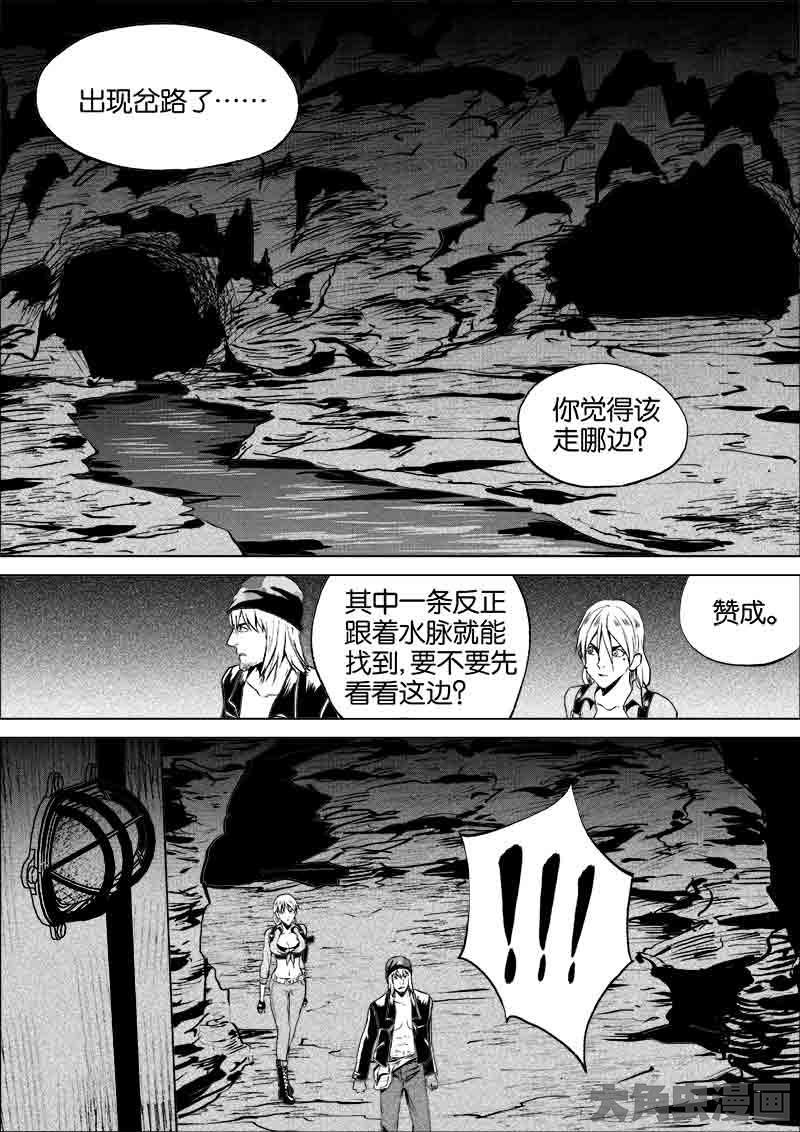 出现岔路了……
你觉得该
走哪边？
其中一条反正
跟着水脉就能
找到，要不要先
看看这边？
赞成。
！！！
大角虫漫画